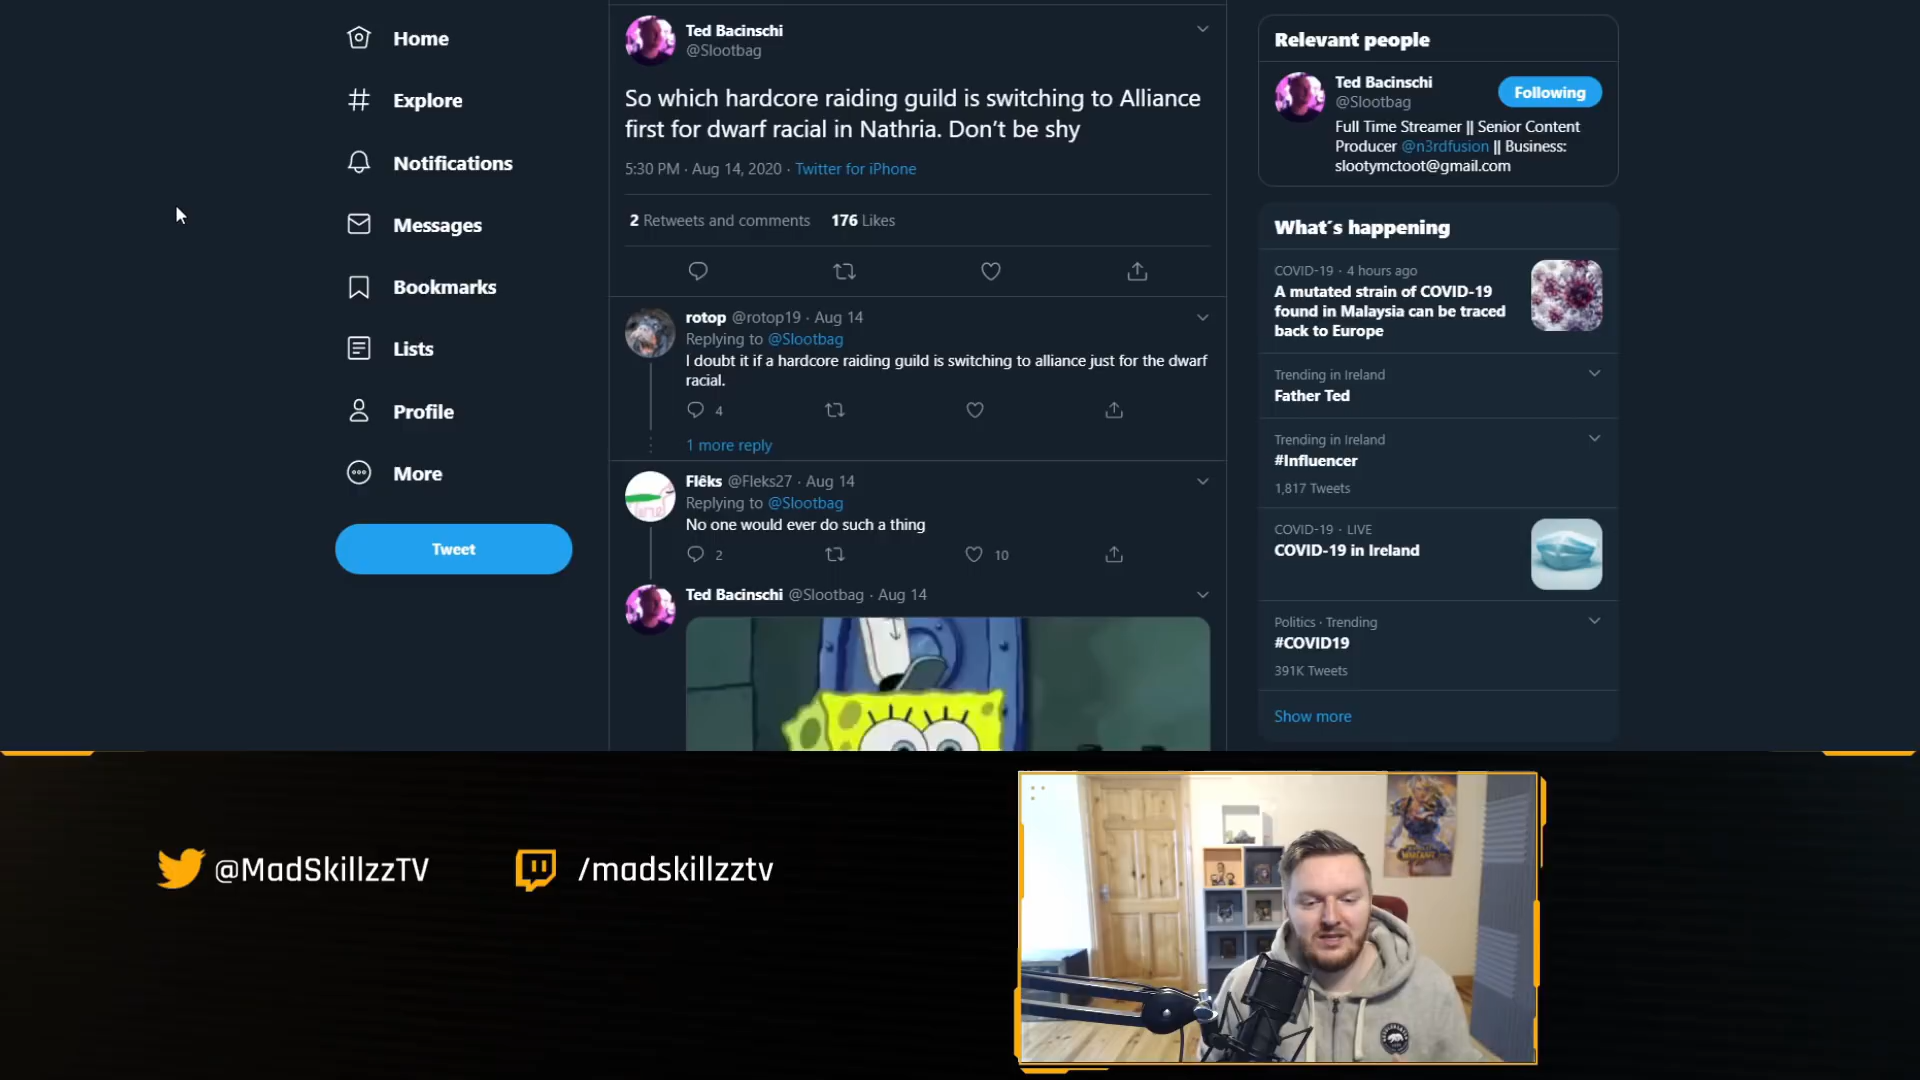 Home
Explore
Notifications
Messages
Bookmarks
Lists
Profile
More
Tweet
Ted Bacinschi
@Slootbag
So which hardcore raiding guild is switching to Alliance
first for dwarf racial in Nathria. Don't be shy
5:30 PM · Aug 14, 2020 · Twitter for iPhone
2 Retweets and comments 176 Likes
rotop @rotop19 · Aug 14
Replying to @Slootbag
I doubt it if a hardcore raiding guild is switching to alliance just for the dwarf
racial.
4
1 more reply
Flêks @Fleks27 · Aug 14
Replying to @Slootbag
No one would ever do such a thing
2 10
Ted Bacinschi @Slootbag · Aug 14
Relevant people
Ted Bacinschi
@Slootbag
Following
Full Time Streamer || Senior Content
Producer @n3rdfusion || Business:
slootymctoot@gmail.com
What's happening
COVID-19 · 4 hours ago
A mutated strain of COVID-19
found in Malaysia can be traced
back to Europe
Trending in Ireland
Father Ted
Trending in Ireland
#Influencer
1,817 Tweets
COVID-19 · LIVE
COVID-19 in Ireland
Politics · Trending
#COVID19
391K Tweets
Show more
@MadSkillzzTV
/madskillzztv